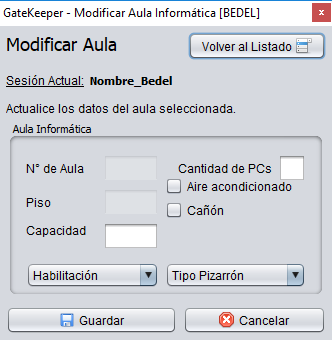 GateKeeper - Modificar Aula Informática [BEDEL]
Modificar Aula
Volver al Listado
Sesión Actual: Nombre_Bedel
Actualice los datos del aula seleccionada.
Aula Informática
N° de Aula
Cantidad de PCs
Aire acondicionado
Piso
Cañón
Capacidad
Habilitación
Tipo Pizarrón
Guardar
Cancelar